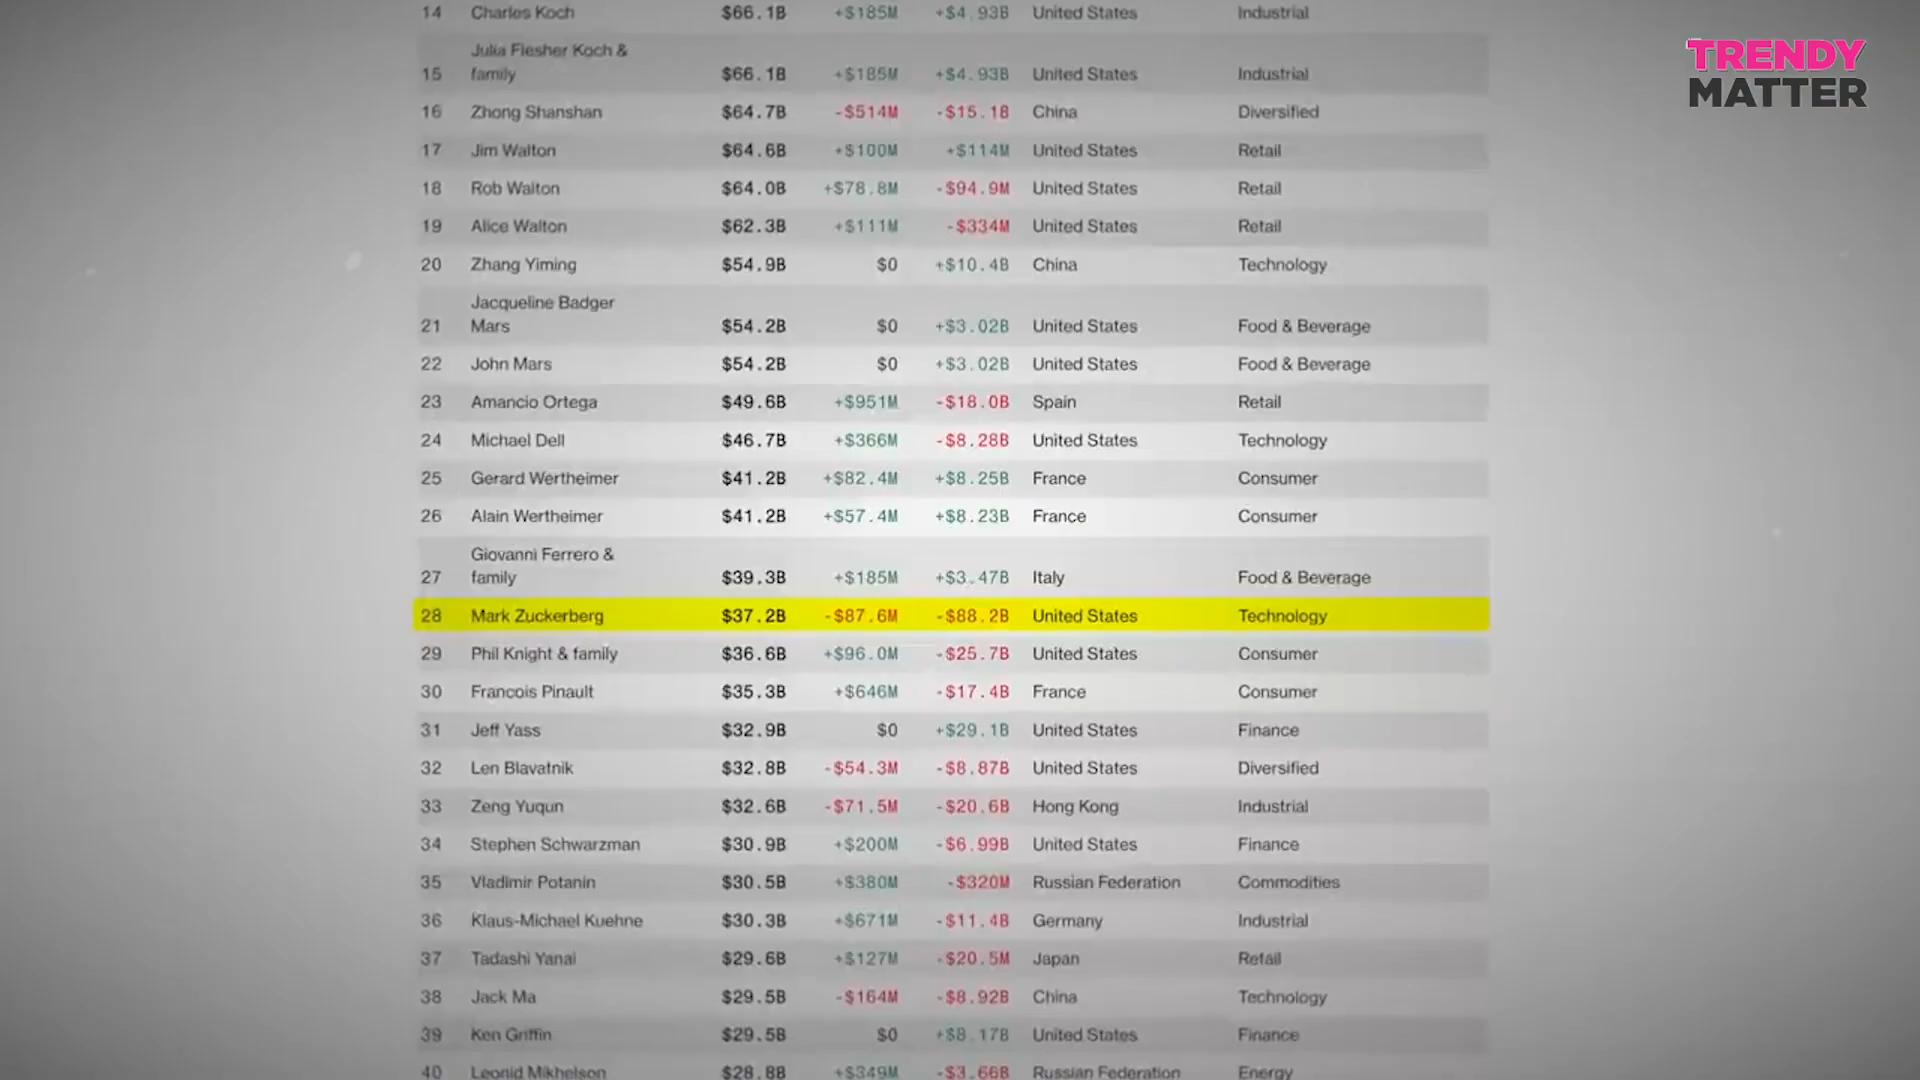 14 Charles Koch $66.1B +$185M +$4.93B United States Industrial
TRENDY
MATTER
Julia Flesher Koch &
15 family $66.1B +$185M +$4.93B United States Industrial
16 Zhong Shanshan $64.7B -$514M -$15.1B China Diversified
17 Jim Walton $64.6B +$100M +$114M United States Retail
18 Rob Walton $64.0B +$78.8M -$94.9M United States Retail
19 Alice Walton $62.3B +$111M -$334M United States Retail
20 Zhang Yiming $54.9B $0 +$10.4B China Technology
Jacqueline Badger
21 Mars $54.2B $0 +$3.02B United States Food & Beverage
22 John Mars $54.2B $0 +$3.02B United States Food & Beverage
23 Amancio Ortega $49.6B +$951M -$18.0B Spain Retail
24 Michael Dell $46.7B +$366M -$8.28B United States Technology
25 Gerard Wertheimer $41.2B +$82.4M +$8.25B France Consumer
26 Alain Wertheimer $41.2B +$57.4M +$8.23B France Consumer
Giovanni Ferrero &
27 family $39.3B +$185M +$3.47B Italy Food & Beverage
28 Mark Zuckerberg $37.2B -$87.6M -$88.2B United States Technology
29 Phil Knight & family $36.6B +$96.0M -$25.7B United States Consumer
30 Francois Pinault $35.3B +$646M -$17.4B France Consumer
31 Jeff Yass $32.9B $0 +$29.1B United States Finance
32 Len Blavatnik $32.8B -$54.3M -$8.87B United States Diversified
33 Zeng Yuqun $32.6B -$71.5M -$20.6B Hong Kong Industrial
34 Stephen Schwarzman $30.9B +$200M -$6.99B United States Finance
35 Vladimir Potanin $30.5B +$380M -$320M Russian Federation Commodities
36 Klaus-Michael Kuehne $30.3B +$671M -$11.4B Germany Industrial
37 Tadashi Yanai $29.6B +$127M -$20.5M Japan Retail
38 Jack Ma $29.5B -$164M -$8.92B China Technology
39 Ken Griffin $29.5B $0 +$8.17B United States Finance
40 Leonid Mikhelson $28.8B +$349M -$3.66B Russian Federation Energy